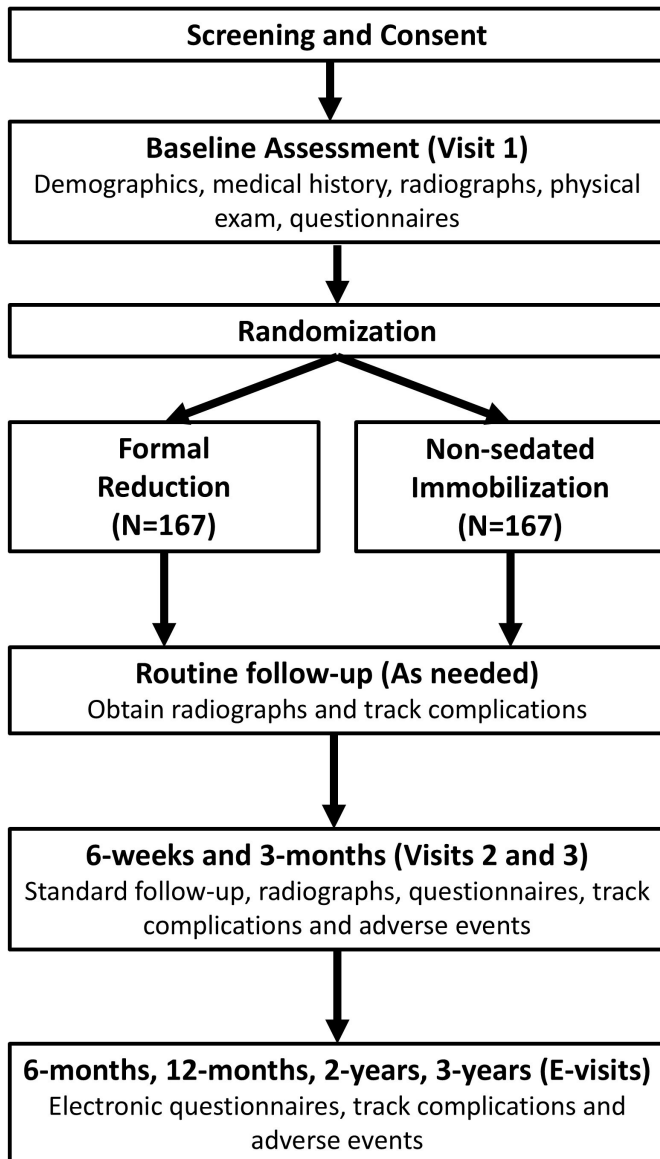 Screening and Consent
Baseline Assessment (Visit 1)
Demographics, medical history, radiographs, physical
exam, questionnaires
Randomization
Formal
Reduction
(N=167)
Non-sedated
Immobilization
(N=167)
Routine follow-up (As needed)
Obtain radiographs and track complications
6-weeks and 3-months (Visits 2 and 3)
Standard follow-up, radiographs, questionnaires, track
complications and adverse events
6-months, 12-months, 2-years, 3-years (E-visits)
Electronic questionnaires, track complications and
adverse events